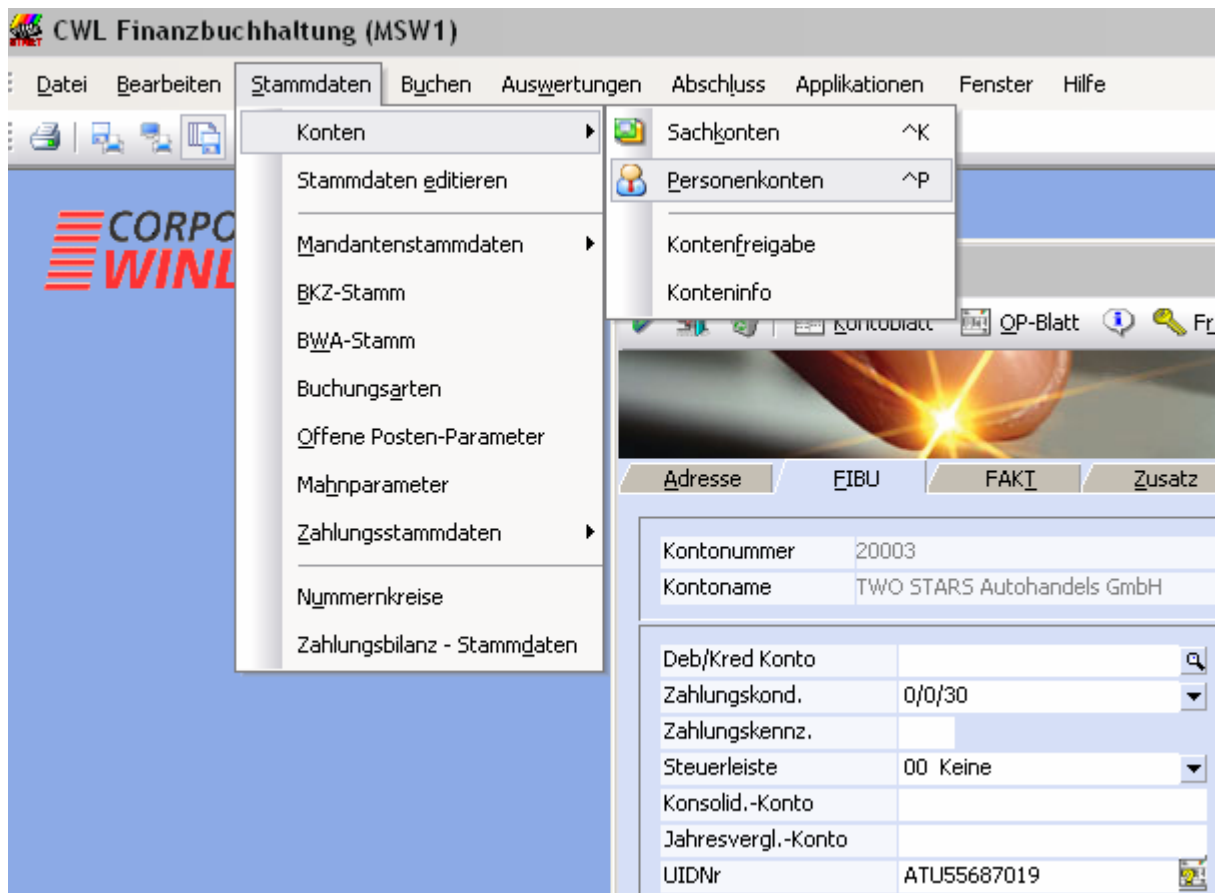 CWL Finanzbuchhaltung (MSW1)
Datei Bearbeiten Stammdaten Buchen Auswertungen Abschluss Applikationen Fenster Hilfe
Konten
Stammdaten editieren
Mandantenstammdaten
BKZ-Stamm
BWA-Stamm
Buchungsarten
Offene Posten-Parameter
Mahnparameter
Zahlungsstammdaten
Nummernkreise
Zahlungsbilanz - Stammdaten
Sachkonten ^K
Personenkonten ^P
Kontenfreigabe
Konteninfo
CORPO
WINL
Kontoblatt OP-Blatt Fr
Adresse FIBU FAKT Zusatz
Kontonummer 20003
Kontoname TWO STARS Autohandels GmbH
Deb/Kred Konto
Zahlungskond. 0/0/30
Zahlungskennz.
Steuerleiste 00 Keine
Konsolid.-Konto
Jahresvergl.-Konto
UIDNr ATU55687019